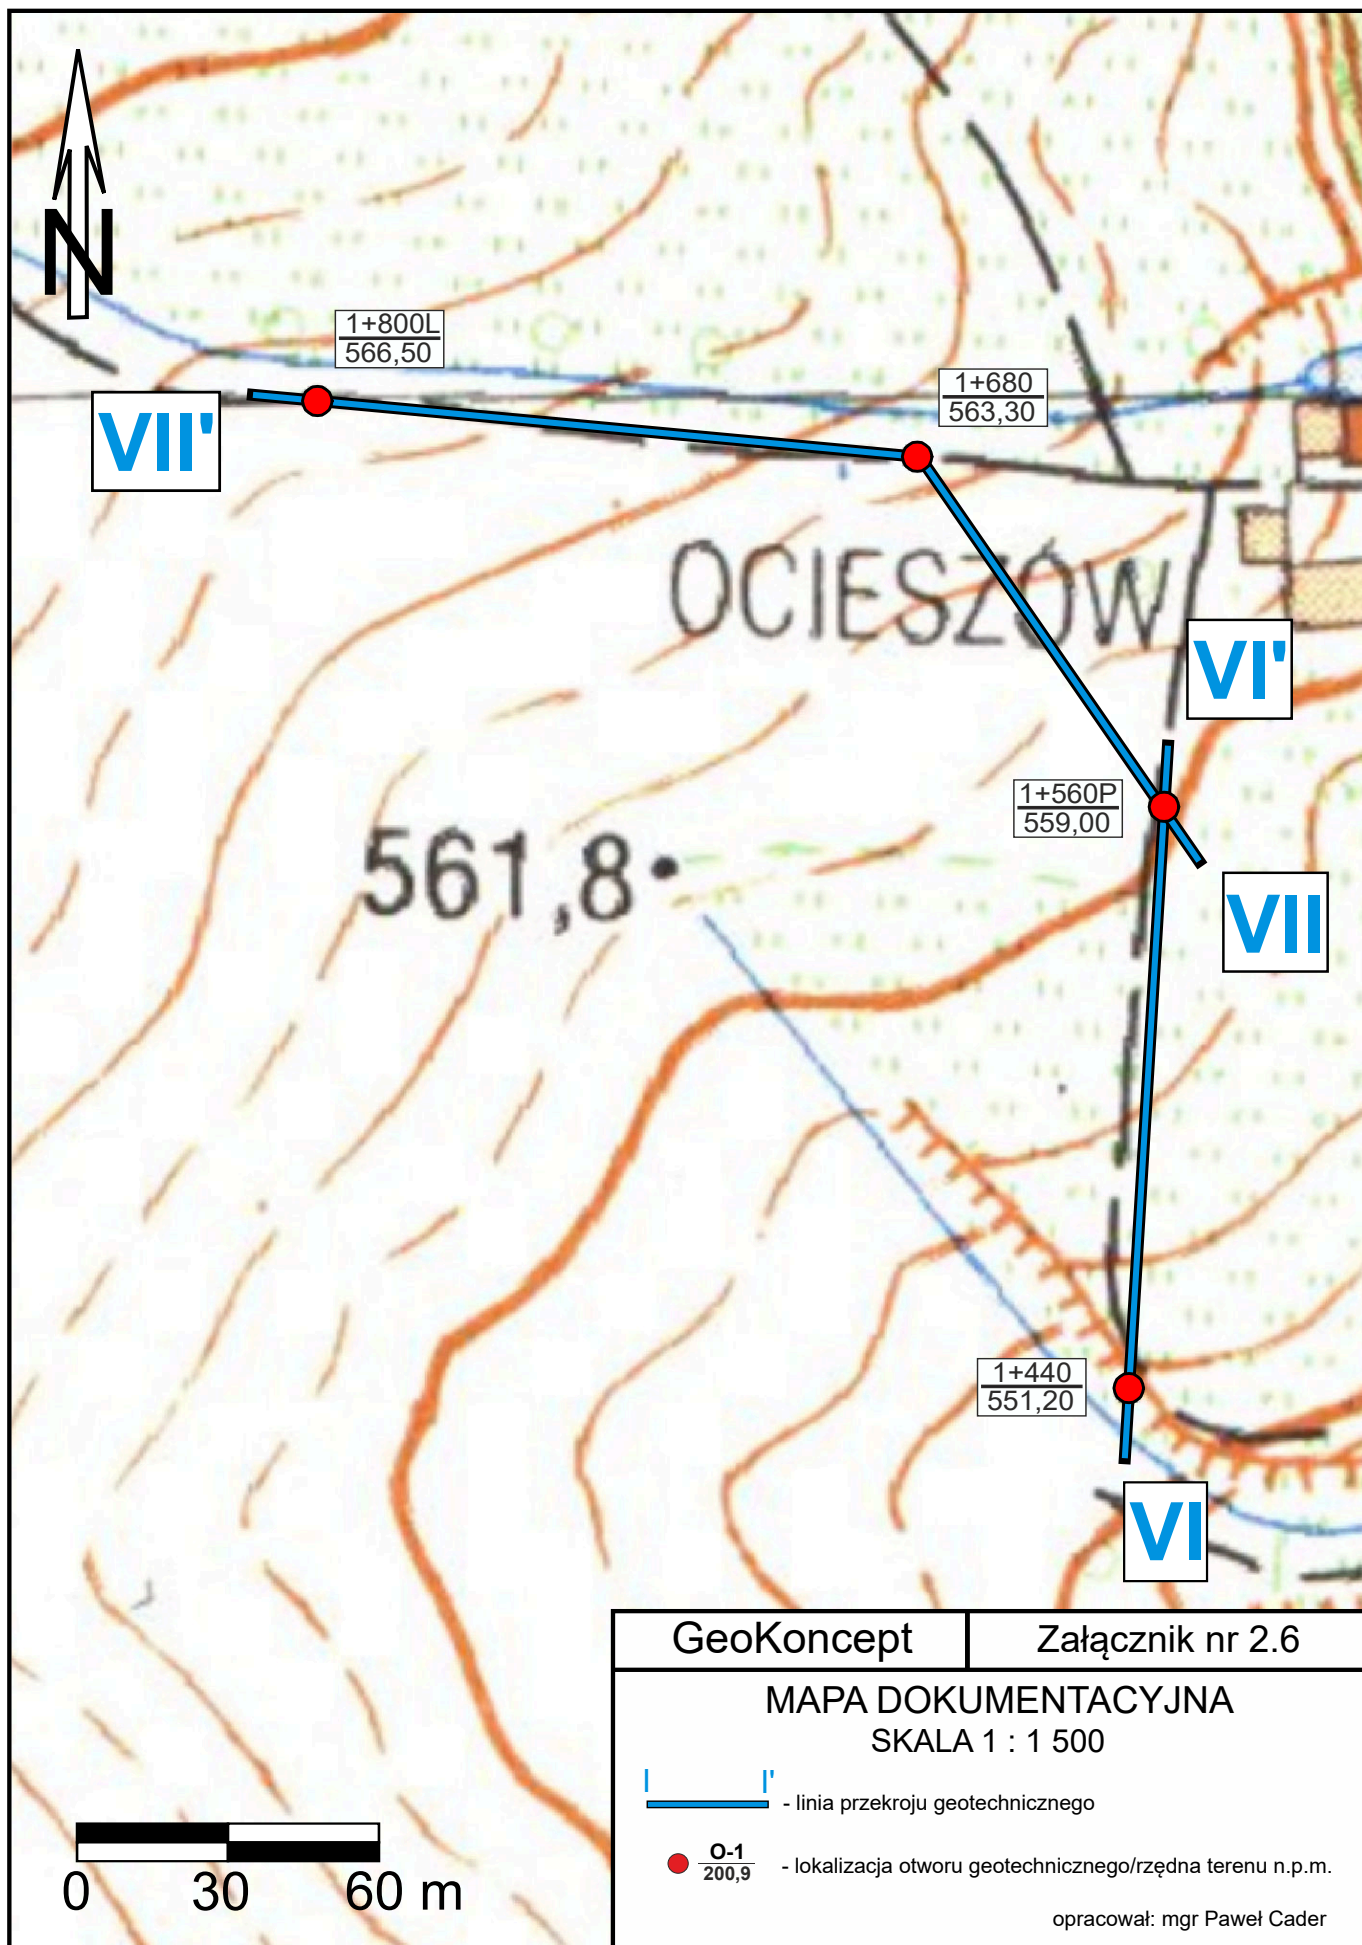 N
1+800L
566,50
1+680
563,30
VII'
OCIESZÓW
VI'
1+560P
559,00
561,8
VII
1+440
551,20
VI
GeoKoncept
Załącznik nr 2.6
MAPA DOKUMENTACYJNA
SKALA 1 : 1 500
I I'
- linia przekroju geotechnicznego
O-1
200,9
- lokalizacja otworu geotechnicznego/rzędna terenu n.p.m.
opracował: mgr Paweł Cader
0 30 60 m